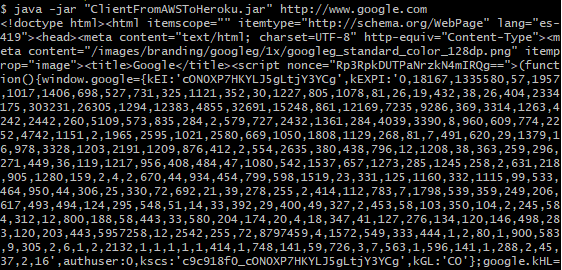 $ java -jar "ClientFromAWSToHeroku.jar" http://www.google.com
<!doctype html><html itemscope="" itemtype="http://schema.org/WebPage" lang="es-
419"><head><meta content="text/html; charset=UTF-8" http-equiv="Content-Type"><m
eta content="/images/branding/googleg/1x/googleg_standard_color_128dp.png" itemp
rop="image"><title>Google</title><script nonce="Rp3RpkDUTPaNrzkN4mIRQg==">(funct
ion(){window.google={kEI:'cONOXP7HKYLJ5gLtjY3YCg',kEXPI:'0,18167,1335580,57,1957
,1017,1406,698,527,731,325,1121,352,30,1227,805,1078,81,26,19,432,38,26,404,2334
175,303231,26305,1294,12383,4855,32691,15248,861,12169,7235,9286,369,3314,1263,4
242,2442,260,5109,573,835,284,2,579,727,2432,1361,284,4039,3390,8,960,609,774,22
52,4742,1151,2,1965,2595,1021,2580,669,1050,1808,1129,268,81,7,491,620,29,1379,1
6,978,3328,1203,2191,1209,876,412,2,554,2635,380,438,796,12,1208,38,363,259,296,
271,449,36,119,1217,956,408,484,47,1080,542,1537,657,1273,285,1245,258,2,631,218
,905,1280,159,2,4,2,670,44,934,454,799,598,1519,23,331,125,1160,332,1115,99,533,
464,950,44,306,25,330,72,692,21,39,278,255,2,414,112,783,7,1798,539,359,249,206,
617,493,494,124,295,548,51,14,33,392,29,400,49,327,2,453,58,103,350,104,2,245,58
4,312,12,800,188,58,443,33,580,204,174,20,4,18,347,41,127,276,134,120,146,498,28
3,120,203,443,5957258,12,2542,255,72,8797459,4,1572,549,333,444,1,2,80,1,900,583
,9,305,2,6,1,2,2132,1,1,1,1,1,414,1,748,141,59,726,3,7,563,1,596,141,1,288,2,45,
37,2,16',authuser:0,kscs:'c9c918f0_cONOXP7HKYLJ5gLtjY3YCg',kGL:'CO'};google.kHL=